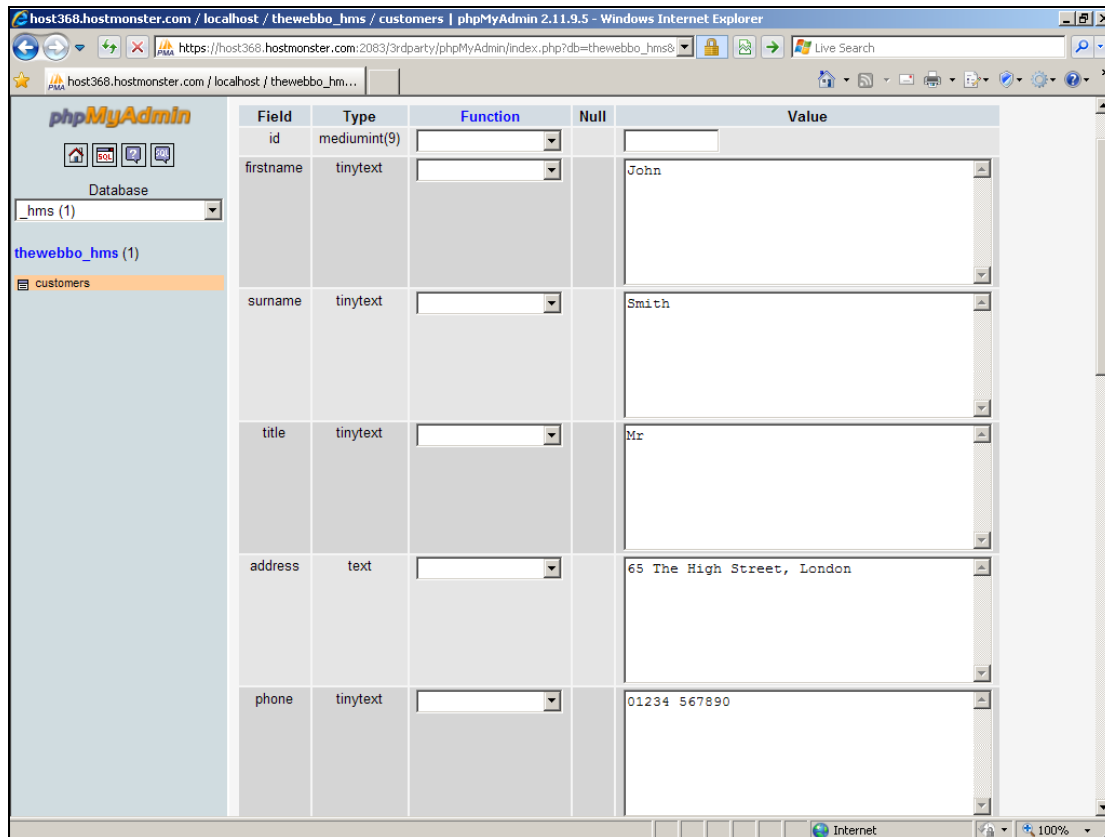 host368.hostmonster.com / localhost / thewebbo_hms / customers | phpMyAdmin 2.11.9.5 - Windows Internet Explorer
https://host368.hostmonster.com:2083/3rdparty/phpMyAdmin/index.php?db=thewebbo_hms&
Live Search
host368.hostmonster.com / localhost / thewebbo_hm...
phpMyAdmin
SQL
SQL
Database
_hms (1)
thewebbo_hms (1)
customers
Field Type Function Null Value
id mediumint(9)
firstname tinytext John
surname tinytext Smith
title tinytext Mr
address text 65 The High Street, London
phone tinytext 01234 567890
Internet 100%